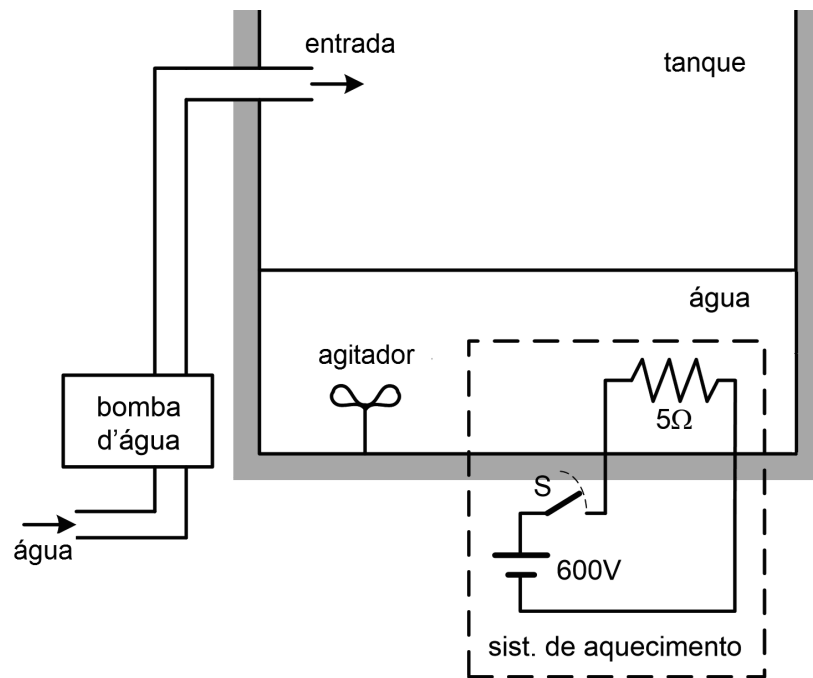 entrada
tanque
água
agitador
bomba
d'água
5Ω
S
água
600V
sist. de aquecimento